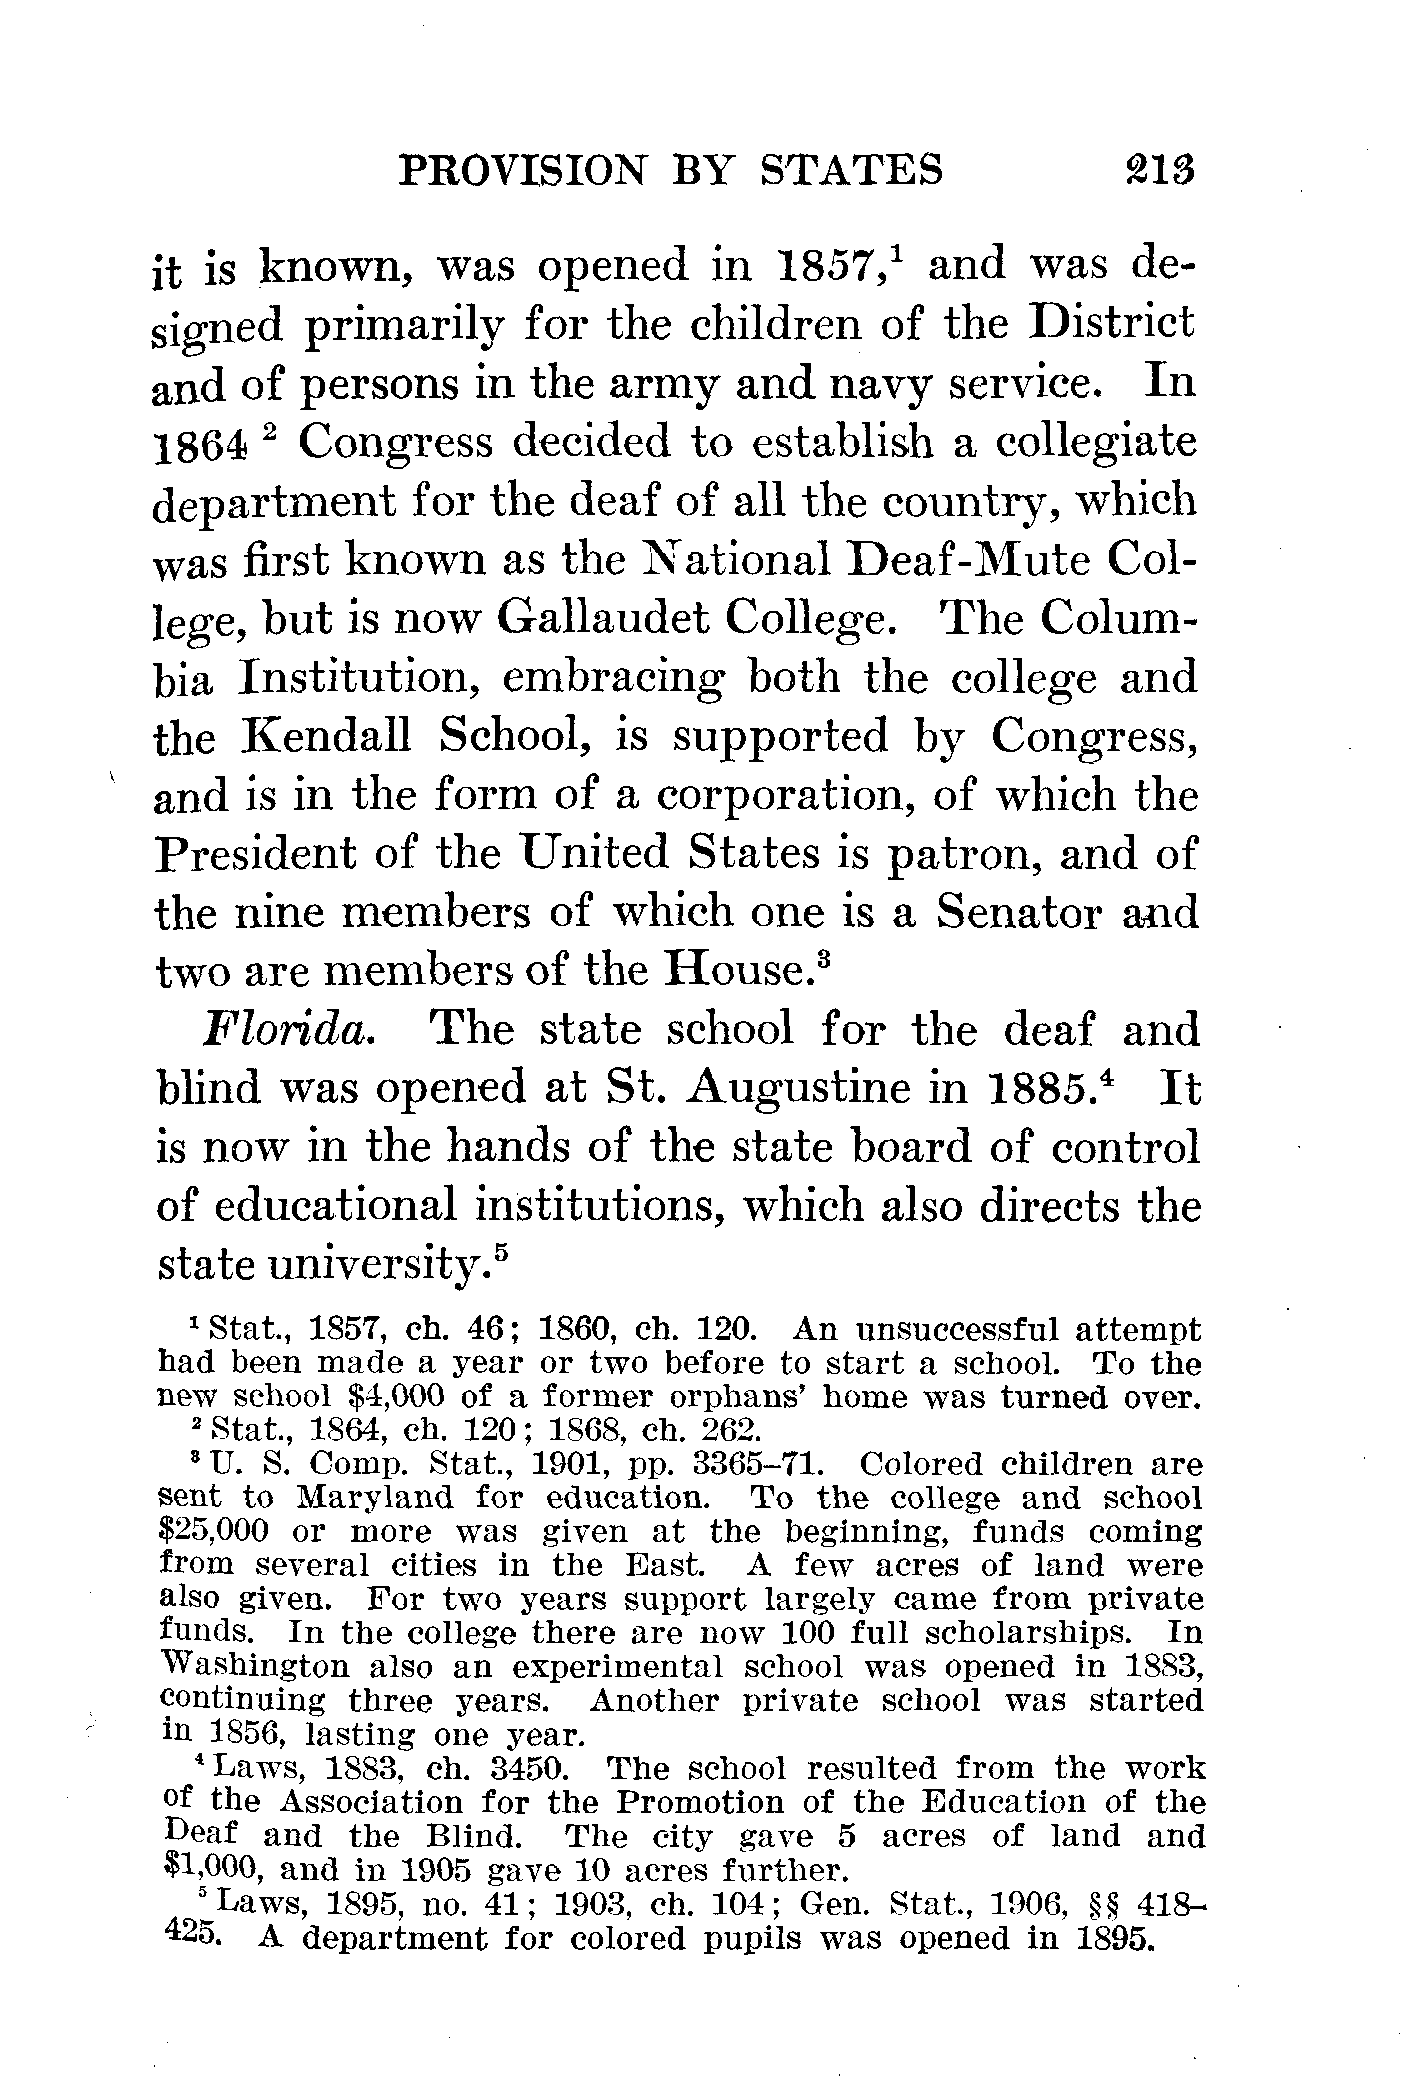 PROVISION BY STATES 213
it is known, was opened in 1857,¹ and was de-
signed primarily for the children of the District
and of persons in the army and navy service. In
1864 ² Congress decided to establish a collegiate
department for the deaf of all the country, which
was first known as the National Deaf-Mute Col-
lege, but is now Gallaudet College. The Colum-
bia Institution, embracing both the college and
the Kendall School, is supported by Congress,
and is in the form of a corporation, of which the
President of the United States is patron, and of
the nine members of which one is a Senator and
two are members of the House.³
Florida. The state school for the deaf and
blind was opened at St. Augustine in 1885.⁴ It
is now in the hands of the state board of control
of educational institutions, which also directs the
state university.⁵
¹ Stat., 1857, ch. 46; 1860, ch. 120. An unsuccessful attempt
had been made a year or two before to start a school. To the
new school $4,000 of a former orphans' home was turned over.
² Stat., 1864, ch. 120; 1868, ch. 262.
³ U. S. Comp. Stat., 1901, pp. 3365–71. Colored children are
sent to Maryland for education. To the college and school
$25,000 or more was given at the beginning, funds coming
from several cities in the East. A few acres of land were
also given. For two years support largely came from private
funds. In the college there are now 100 full scholarships. In
Washington also an experimental school was opened in 1883,
continuing three years. Another private school was started
in 1856, lasting one year.
⁴ Laws, 1883, ch. 3450. The school resulted from the work
of the Association for the Promotion of the Education of the
Deaf and the Blind. The city gave 5 acres of land and
$1,000, and in 1905 gave 10 acres further.
⁵ Laws, 1895, no. 41; 1903, ch. 104; Gen. Stat., 1906, §§ 418–
425. A department for colored pupils was opened in 1895.